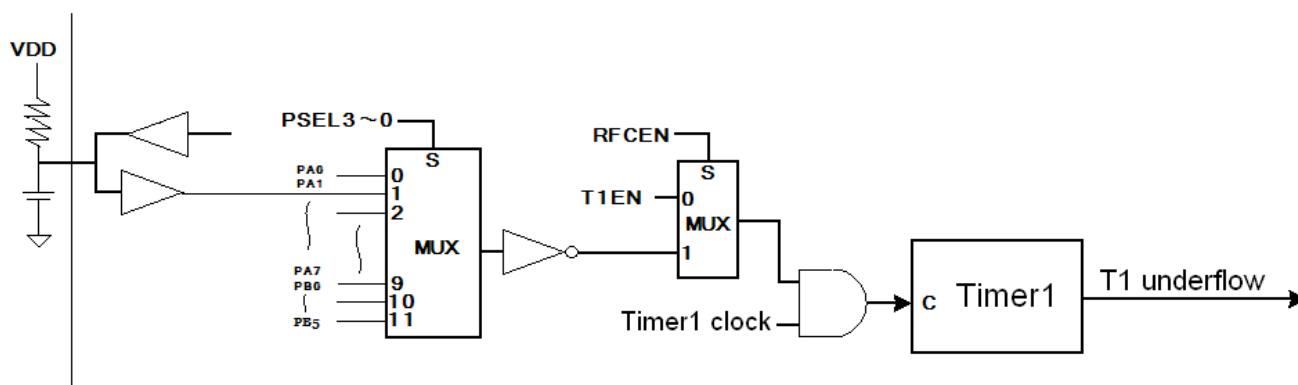 VDD
PSEL3~0
RFCEN
S
S
PA0
0
PA1
1
T1EN
0
2
MUX
MUX
1
PA7
9
PB0
10
PB5
11
Timer1 clock
C
Timer1
T1 underflow